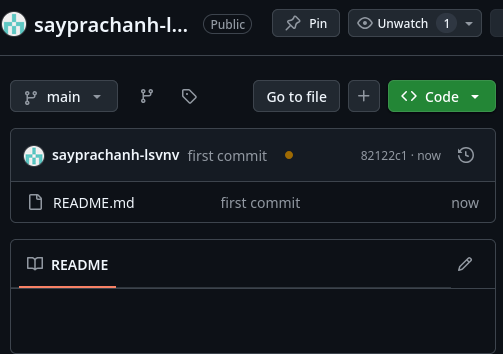 sayprachanh-l... Public Pin Unwatch 1
main Go to file Code
sayprachanh-lsvnv first commit 82122c1 · now
README.md first commit now
README